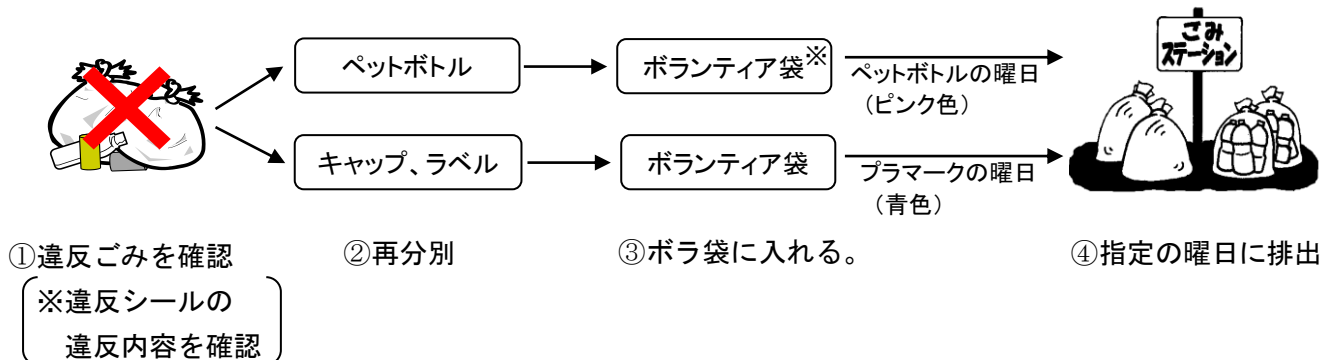 ごみ
ステーション
ペットボトル
ボランティア袋※
ペットボトルの曜日
（ピンク色）
キャップ、ラベル
ボランティア袋
プラマークの曜日
（青色）
①違反ごみを確認
②再分別
③ボラ袋に入れる。
④指定の曜日に排出
※違反シールの
違反内容を確認